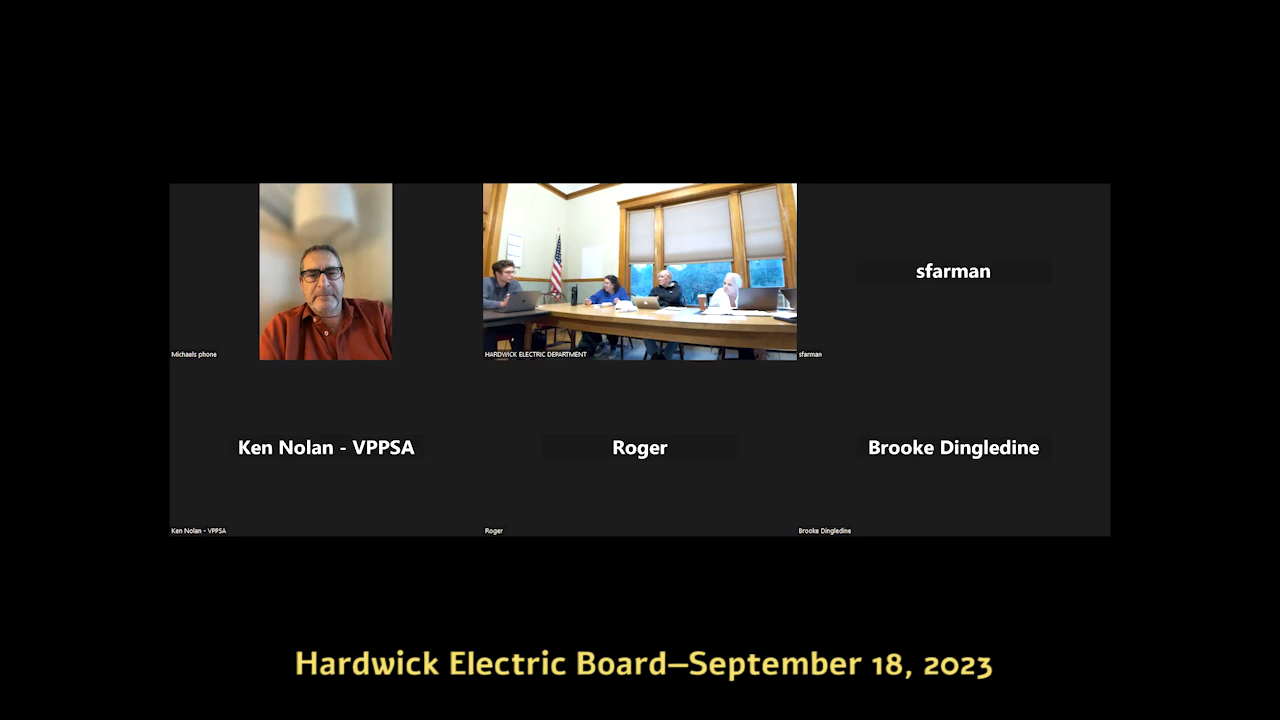 Michaels phone
HARDWICK ELECTRIC DEPARTMENT
sfarman
sfarman
Ken Nolan - VPPSA
Ken Nolan - VPPSA
Roger
Roger
Brooke Dingledine
Brooke Dingledine
Hardwick Electric Board—September 18, 2023